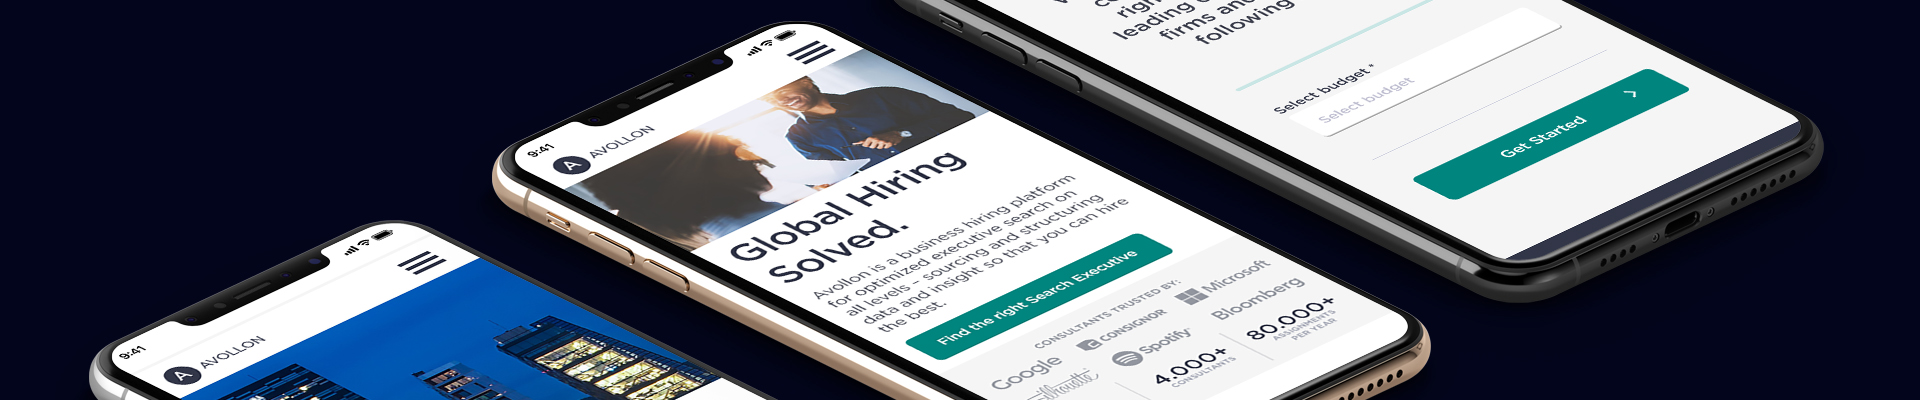 9:41
AVOLLON
9:41
AVOLLON
Global Hiring
Solved.
Avollon is a business hiring platform
for optimized executive search on
all levels – sourcing and structuring
data and insight so that you can hire
the best.
Find the right Search Executive
CONSULTANTS TRUSTED BY:
Google
CONSIGNOR
Microsoft
Spotify
Bloomberg
4.000+
CONSULTANTS
80.000+
ASSIGNMENTS
PER YEAR
leading
firms and
following
Select budget *
Select budget
Get Started